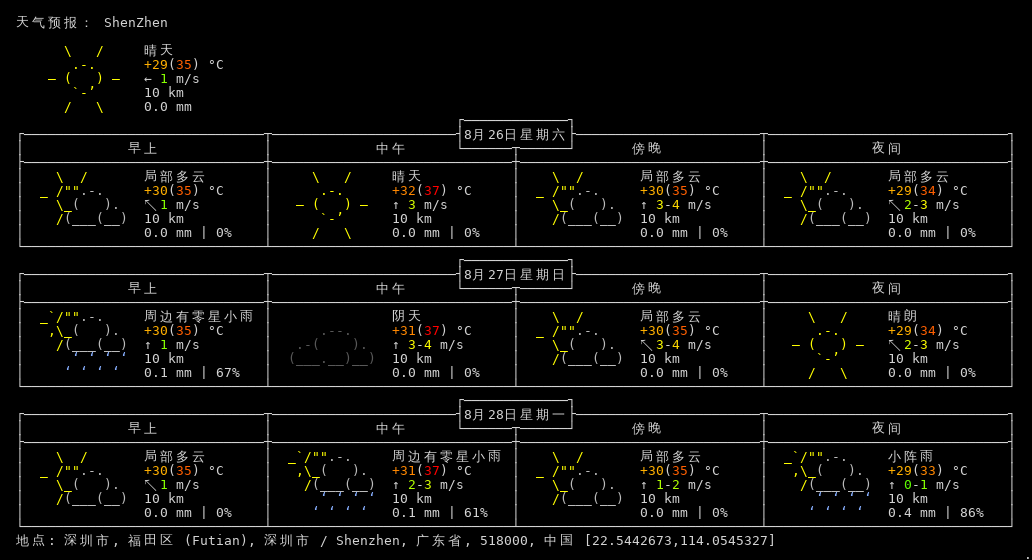 天气预报： ShenZhen
晴天
+29(35) °C
← 1 m/s
10 km
0.0 mm
8月26日星期六
早上 中午 傍晚 夜间
局部多云 晴天 局部多云 局部多云
+30(35) °C +32(37) °C +30(35) °C +29(34) °C
↖ 1 m/s ↑ 3 m/s ↑ 3-4 m/s ↖ 2-3 m/s
10 km 10 km 10 km 10 km
0.0 mm | 0% 0.0 mm | 0% 0.0 mm | 0% 0.0 mm | 0%
8月27日星期日
早上 中午 傍晚 夜间
周边有零星小雨 阴天 局部多云 晴朗
+30(35) °C +31(37) °C +30(35) °C +29(34) °C
↑ 1 m/s ↑ 3-4 m/s ↖ 3-4 m/s ↖ 2-3 m/s
10 km 10 km 10 km 10 km
0.1 mm | 67% 0.0 mm | 0% 0.0 mm | 0% 0.0 mm | 0%
8月28日星期一
早上 中午 傍晚 夜间
局部多云 周边有零星小雨 局部多云 小阵雨
+30(35) °C +31(37) °C +30(35) °C +29(33) °C
↖ 1 m/s ↑ 2-3 m/s ↑ 1-2 m/s ↑ 0-1 m/s
10 km 10 km 10 km 10 km
0.0 mm | 0% 0.1 mm | 61% 0.0 mm | 0% 0.4 mm | 86%
地点: 深圳市, 福田区 (Futian), 深圳市 / Shenzhen, 广东省, 518000, 中国 [22.5442673,114.0545327]